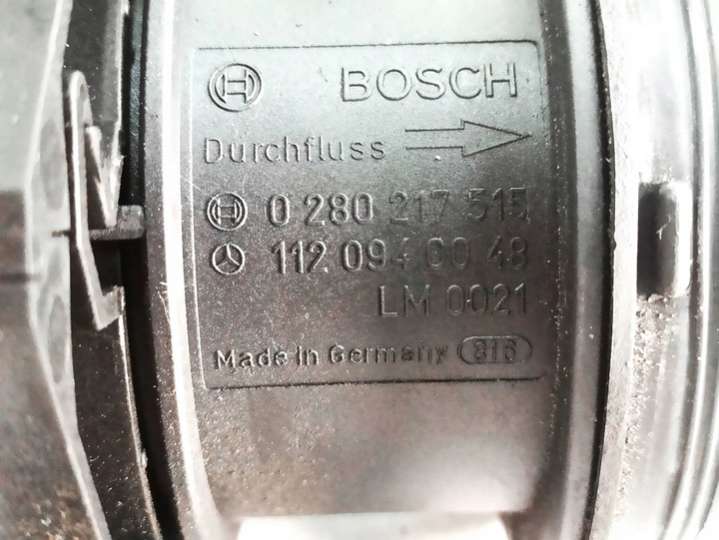 BOSCH
Durchfluss
0 280 217 515
112 094 00 48
LM 0021
Made in Germany 816